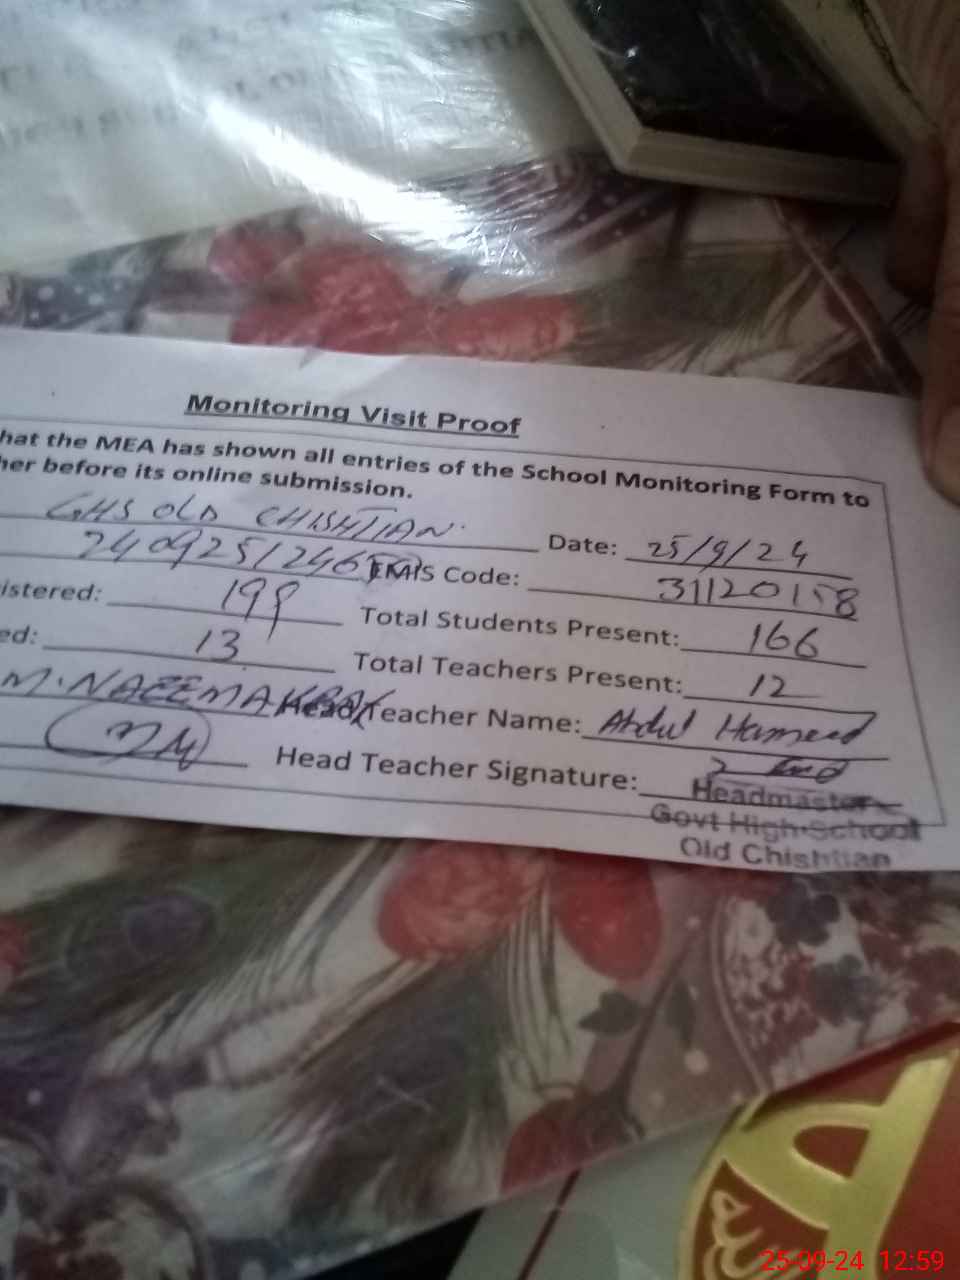 Monitoring Visit Proof
hat the MEA has shown all entries of the School Monitoring Form to
her before its online submission.
GHS OLD CHISHTIAN. Date: 25/9/24
EMIS Code: 31120158
istered: 199 Total Students Present: 166
ed: 13 Total Teachers Present: 12
M. NAEEM Head Teacher Name: Abdul Hameed
Head Teacher Signature:
Headmaster
Govt High School
Old Chishtian
25-09-24 12:59